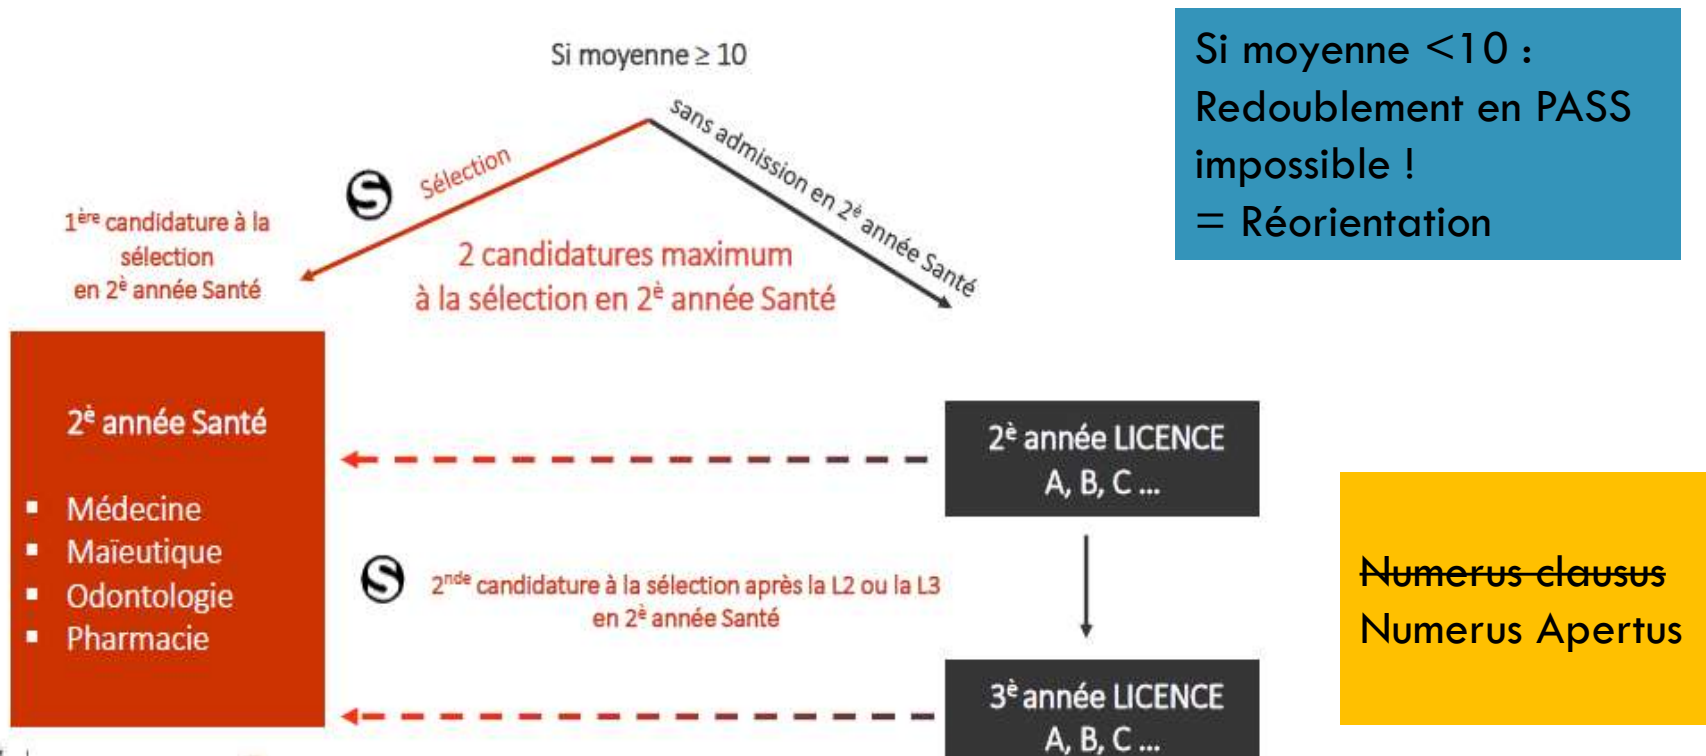 Si moyenne ≥ 10
Si moyenne <10 :
Redoublement en PASS
impossible !
= Réorientation
S
Sélection
sans admission en 2è année Santé
1ère candidature à la
sélection
en 2è année Santé
2 candidatures maximum
à la sélection en 2è année Santé
2è année Santé
▪ Médecine
▪ Maïeutique
▪ Odontologie
▪ Pharmacie
2è année LICENCE
A, B, C ...
S
2nde candidature à la sélection après la L2 ou la L3
en 2è année Santé
Numerus clausus
Numerus Apertus
3è année LICENCE
A, B, C ...